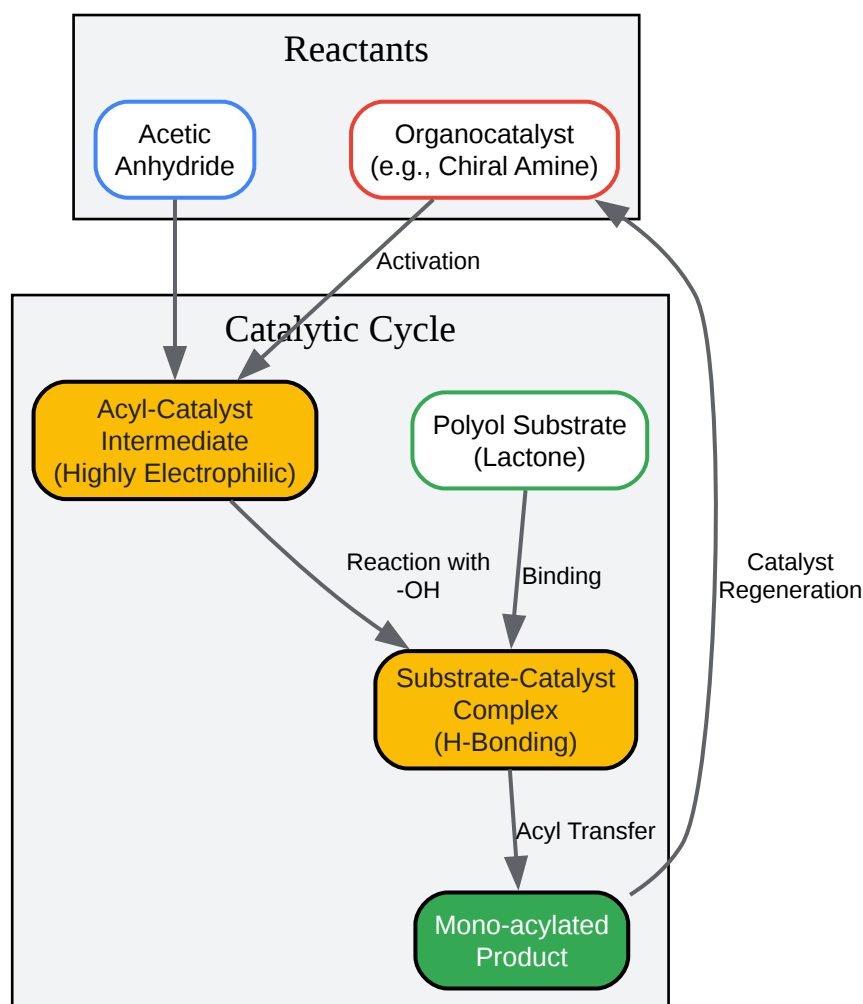 Reactants
Acetic
Anhydride
Organocatalyst
(e.g., Chiral Amine)
Activation
Catalytic Cycle
Acyl-Catalyst
Intermediate
(Highly Electrophilic)
Polyol Substrate
(Lactone)
Reaction with
-OH
Binding
Catalyst
Regeneration
Substrate-Catalyst
Complex
(H-Bonding)
Acyl Transfer
Mono-acylated
Product